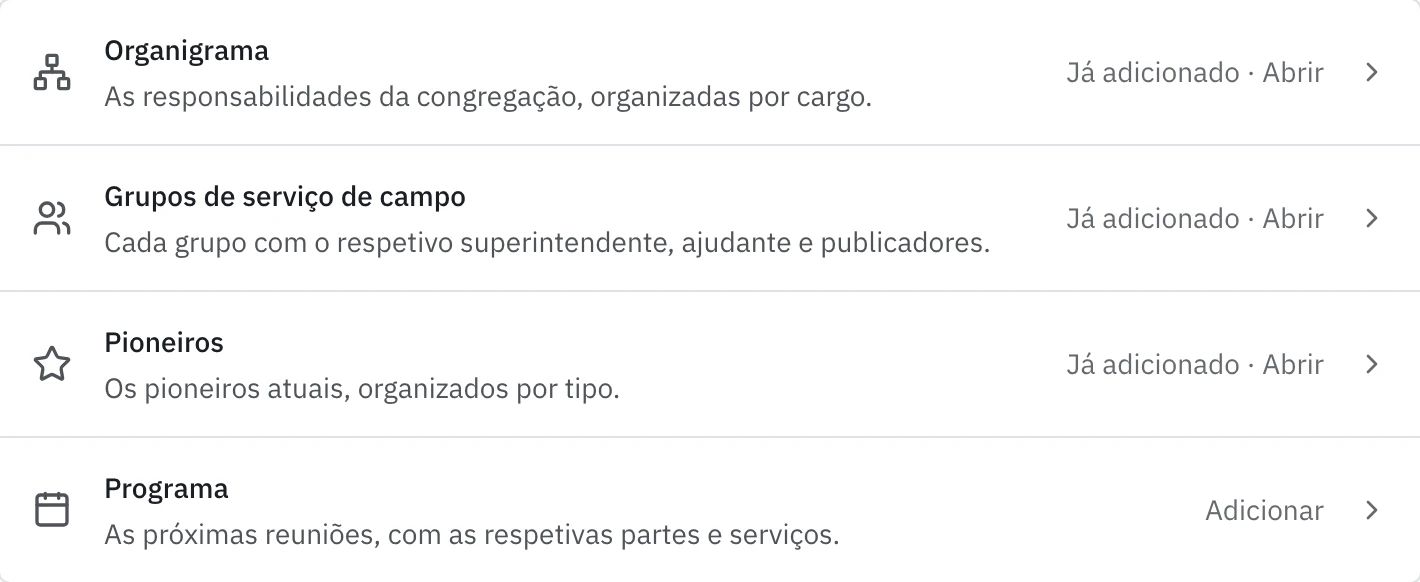 Organigrama
As responsabilidades da congregação, organizadas por cargo.
Já adicionado · Abrir
Grupos de serviço de campo
Cada grupo com o respetivo superintendente, ajudante e publicadores.
Já adicionado · Abrir
Pioneiros
Os pioneiros atuais, organizados por tipo.
Já adicionado · Abrir
Programa
As próximas reuniões, com as respetivas partes e serviços.
Adicionar